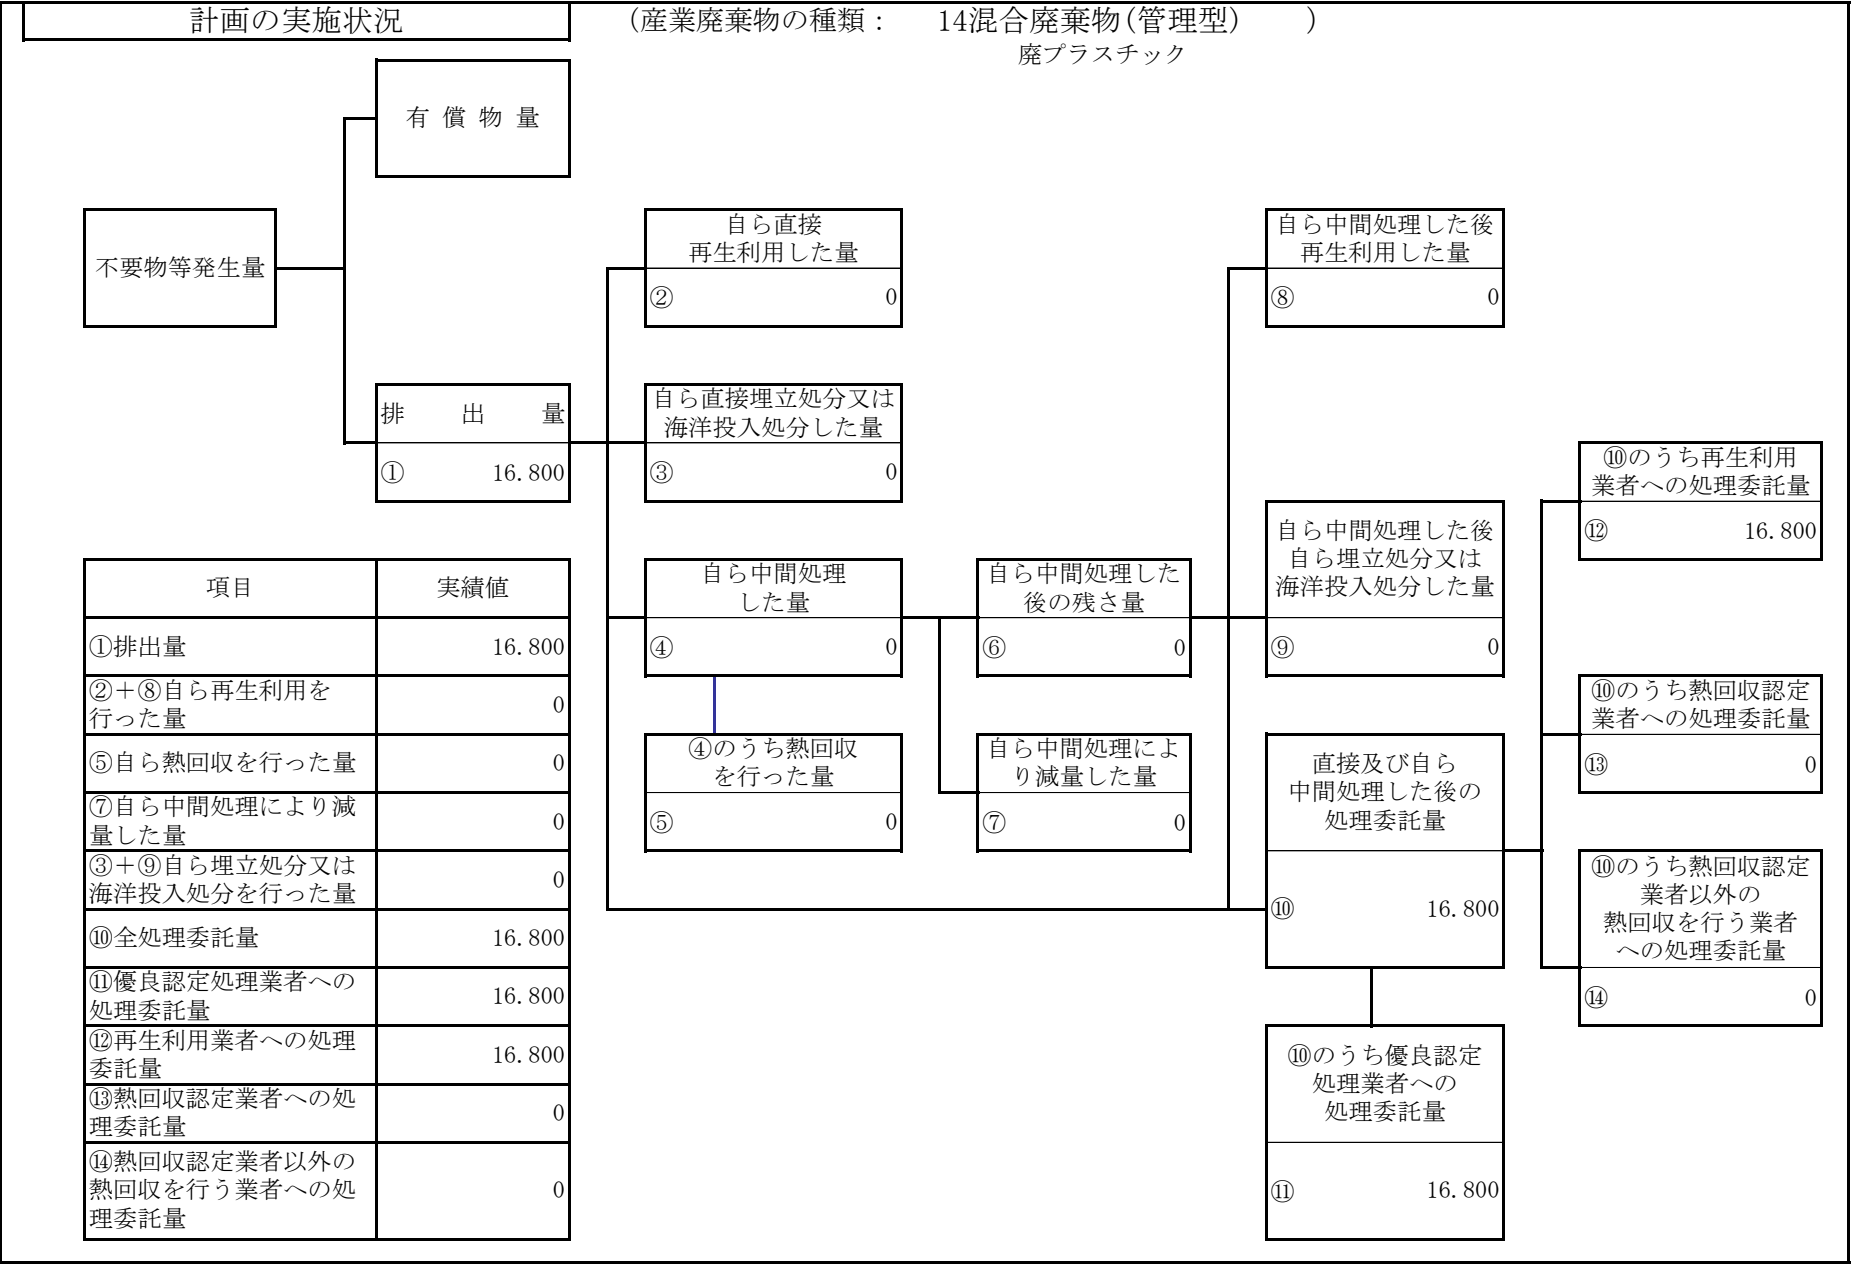 計画の実施状況
(産業廃棄物の種類： 14混合廃棄物(管理型) )
廃プラスチック
有 償 物 量
不要物等発生量
自ら直接
再生利用した量
② 0
自ら中間処理した後
再生利用した量
⑧ 0
排 出 量
① 16.800
自ら直接埋立処分又は
海洋投入処分した量
③ 0
⑩のうち再生利用
業者への処理委託量
⑫ 16.800
自ら中間処理した後
自ら埋立処分又は
海洋投入処分した量
⑨ 0
自ら中間処理
した量
④ 0
自ら中間処理した
後の残さ量
⑥ 0
④のうち熱回収
を行った量
⑤ 0
自ら中間処理によ
り減量した量
⑦ 0
⑩のうち熱回収認定
業者への処理委託量
⑬ 0
直接及び自ら
中間処理した後の
処理委託量
⑩ 16.800
⑩のうち熱回収認定
業者以外の
熱回収を行う業者
への処理委託量
⑭ 0
⑩のうち優良認定
処理業者への
処理委託量
⑪ 16.800
項目 実績値
①排出量 16.800
②＋⑧自ら再生利用を
行った量 0
⑤自ら熱回収を行った量 0
⑦自ら中間処理により減
量した量 0
③＋⑨自ら埋立処分又は
海洋投入処分を行った量 0
⑩全処理委託量 16.800
⑪優良認定処理業者への
処理委託量 16.800
⑫再生利用業者への処理
委託量 16.800
⑬熱回収認定業者への処
理委託量 0
⑭熱回収認定業者以外の
熱回収を行う業者への処
理委託量 0